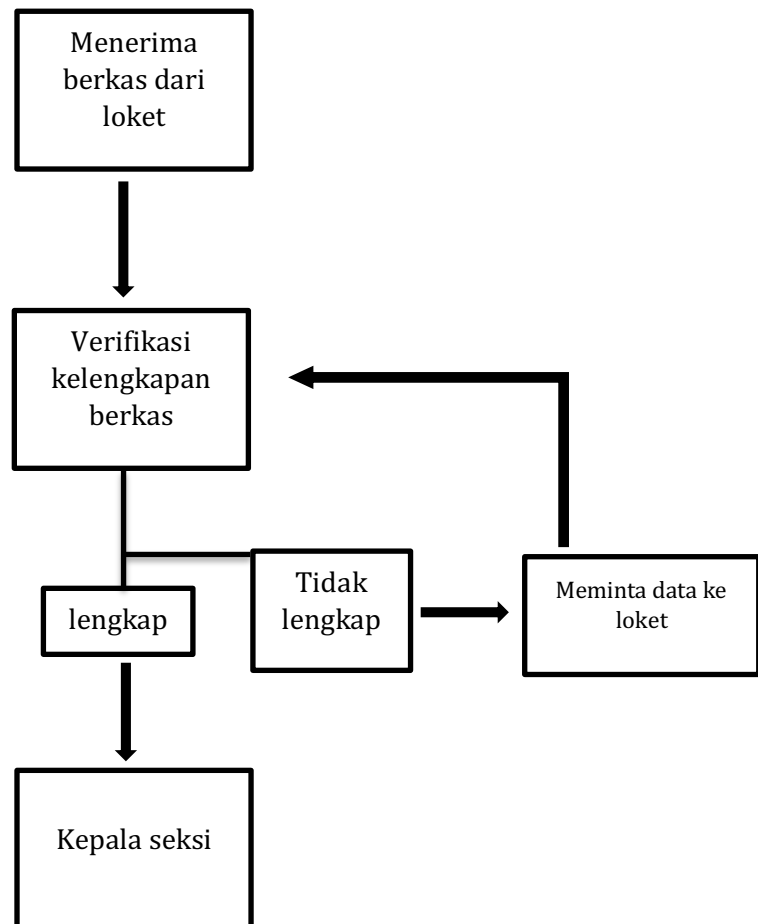 Menerima
berkas dari
loket
Verifikasi
kelengkapan
berkas
lengkap
Tidak
lengkap
Meminta data ke
loket
Kepala seksi